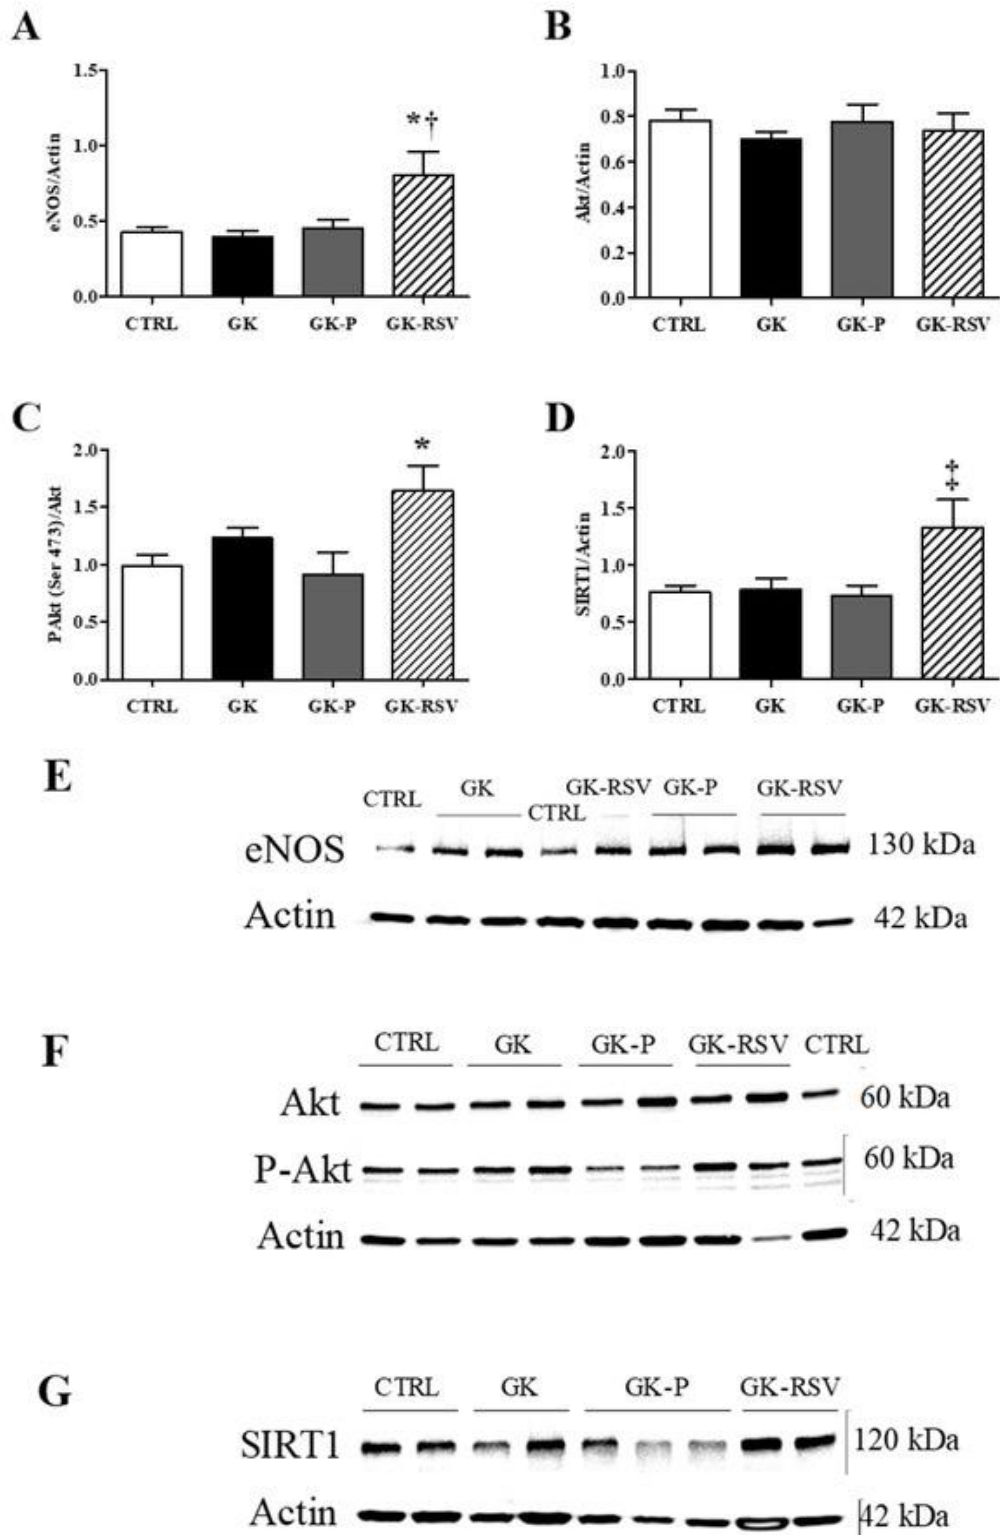 A
B
eNOS/Actin
1.5
1.0
0.5
0.0
*†
CTRL GK GK-P GK-RSV
Akt/Actin
1.0
0.8
0.6
0.4
0.2
0.0
CTRL GK GK-P GK-RSV
C
D
PAkt (Ser 473)/Akt
2.0
1.5
1.0
0.5
0.0
*
CTRL GK GK-P GK-RSV
SIRT1/Actin
2.0
1.5
1.0
0.5
0.0
‡
CTRL GK GK-P GK-RSV
E
CTRL GK CTRL GK-RSV GK-P GK-RSV
eNOS 130 kDa
Actin 42 kDa
F
CTRL GK GK-P GK-RSV CTRL
Akt 60 kDa
P-Akt 60 kDa
Actin 42 kDa
G
CTRL GK GK-P GK-RSV
SIRT1 120 kDa
Actin 42 kDa